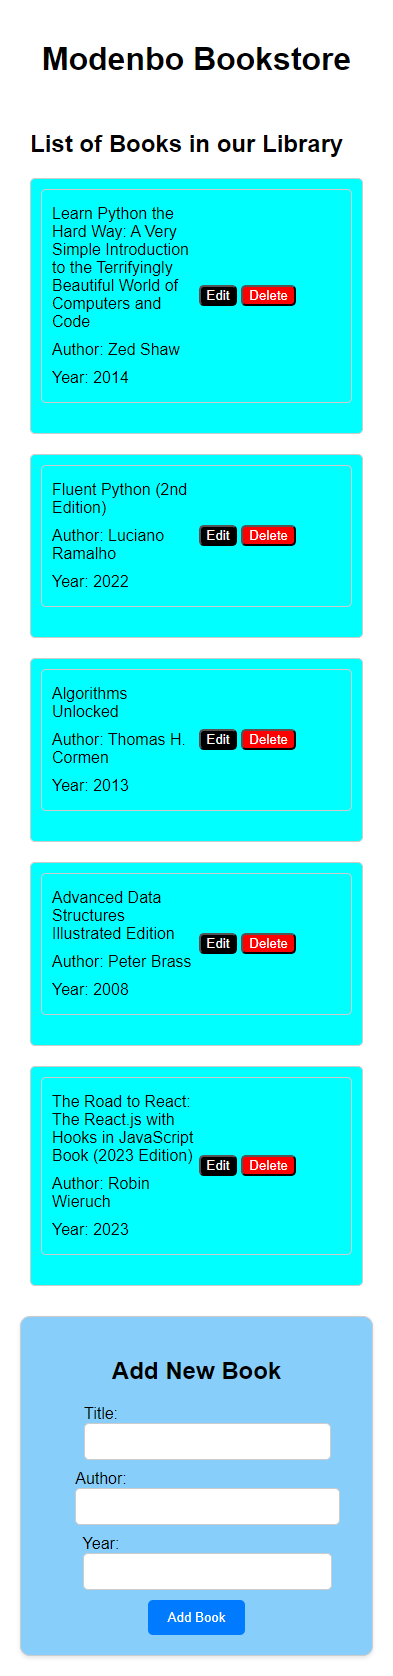 Modenbo Bookstore
List of Books in our Library
Learn Python the
Hard Way: A Very
Simple Introduction
to the Terrifyingly
Beautiful World of
Computers and
Code
Author: Zed Shaw
Year: 2014
Edit Delete
Fluent Python (2nd
Edition)
Author: Luciano
Ramalho
Year: 2022
Edit Delete
Algorithms
Unlocked
Author: Thomas H.
Cormen
Year: 2013
Edit Delete
Advanced Data
Structures
Illustrated Edition
Author: Peter Brass
Year: 2008
Edit Delete
The Road to React:
The React.js with
Hooks in JavaScript
Book (2023 Edition)
Author: Robin
Wieruch
Year: 2023
Edit Delete
Add New Book
Title:
Author:
Year:
Add Book